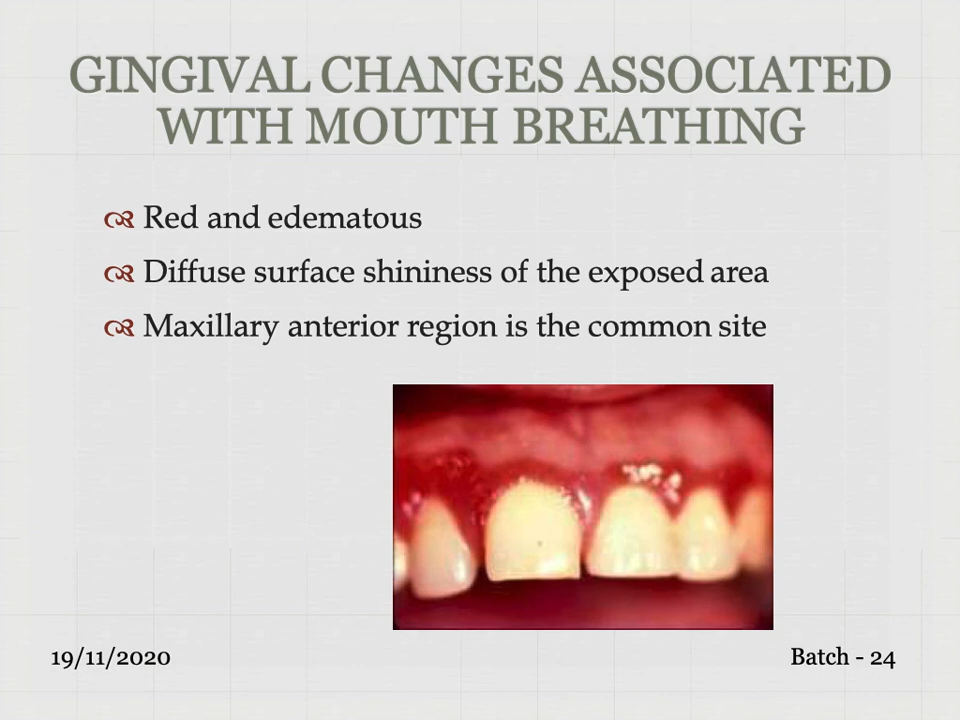 GINGIVAL CHANGES ASSOCIATED
WITH MOUTH BREATHING
Red and edematous
Diffuse surface shininess of the exposed area
Maxillary anterior region is the common site
19/11/2020
Batch - 24